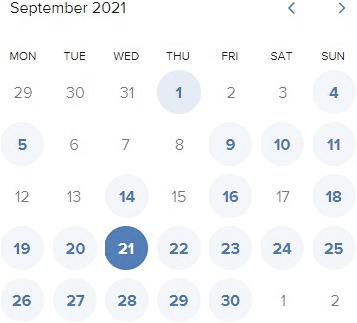 September 2021
MON TUE WED THU FRI SAT SUN
29 30 31 1 2 3 4
5 6 7 8 9 10 11
12 13 14 15 16 17 18
19 20 21 22 23 24 25
26 27 28 29 30 1 2